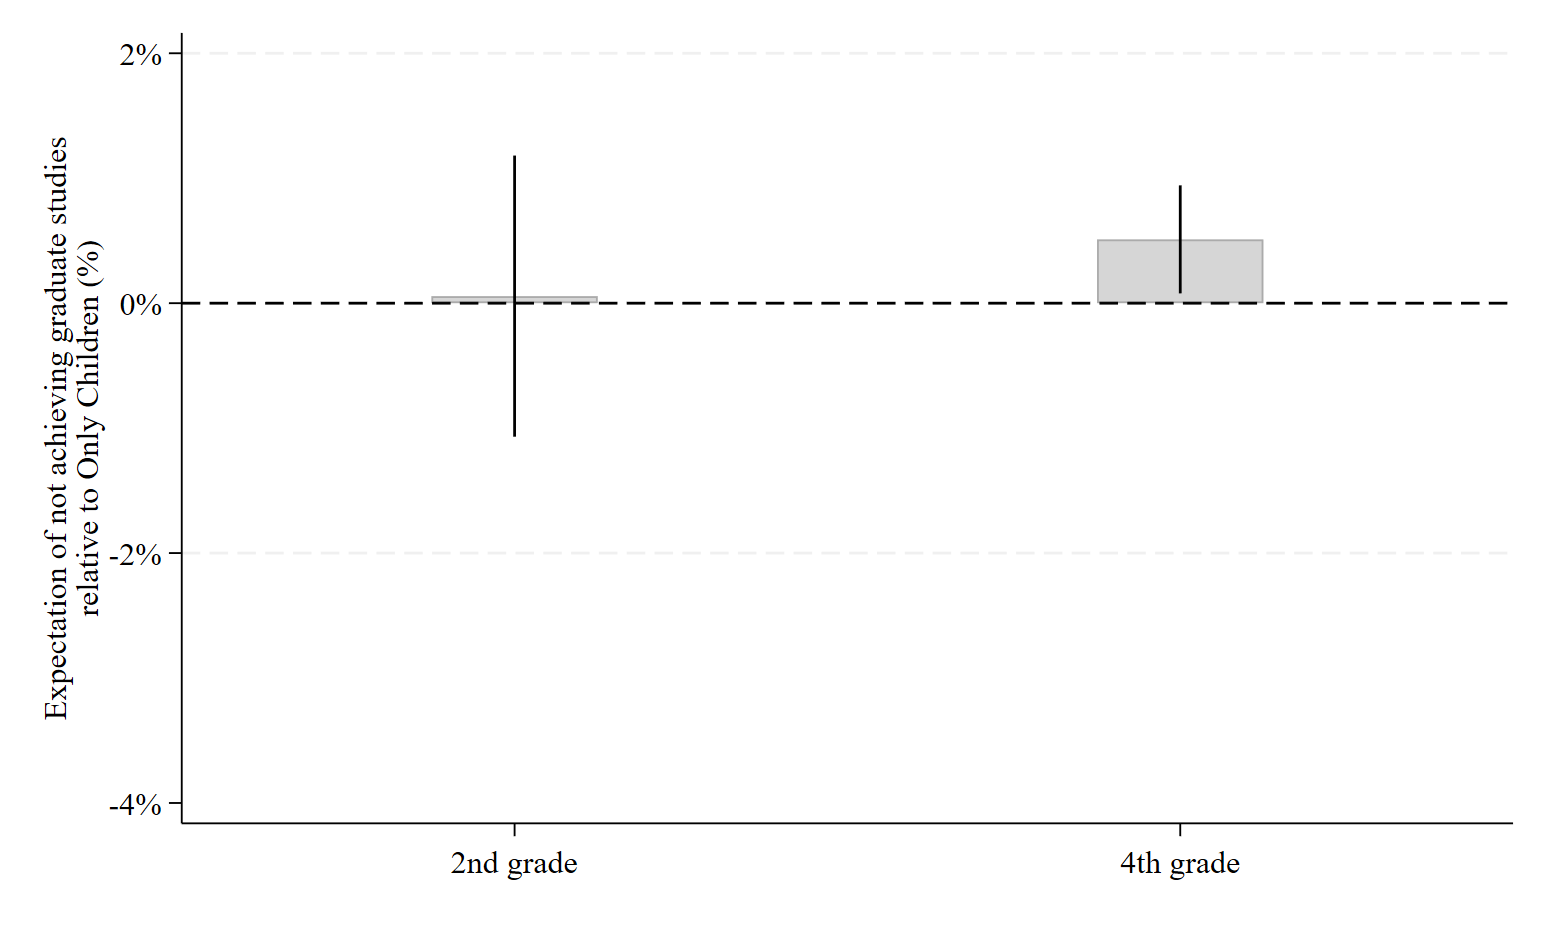 Expectation of not achieving graduate studies
relative to Only Children (%)
2%
0%
-2%
-4%
2nd grade
4th grade